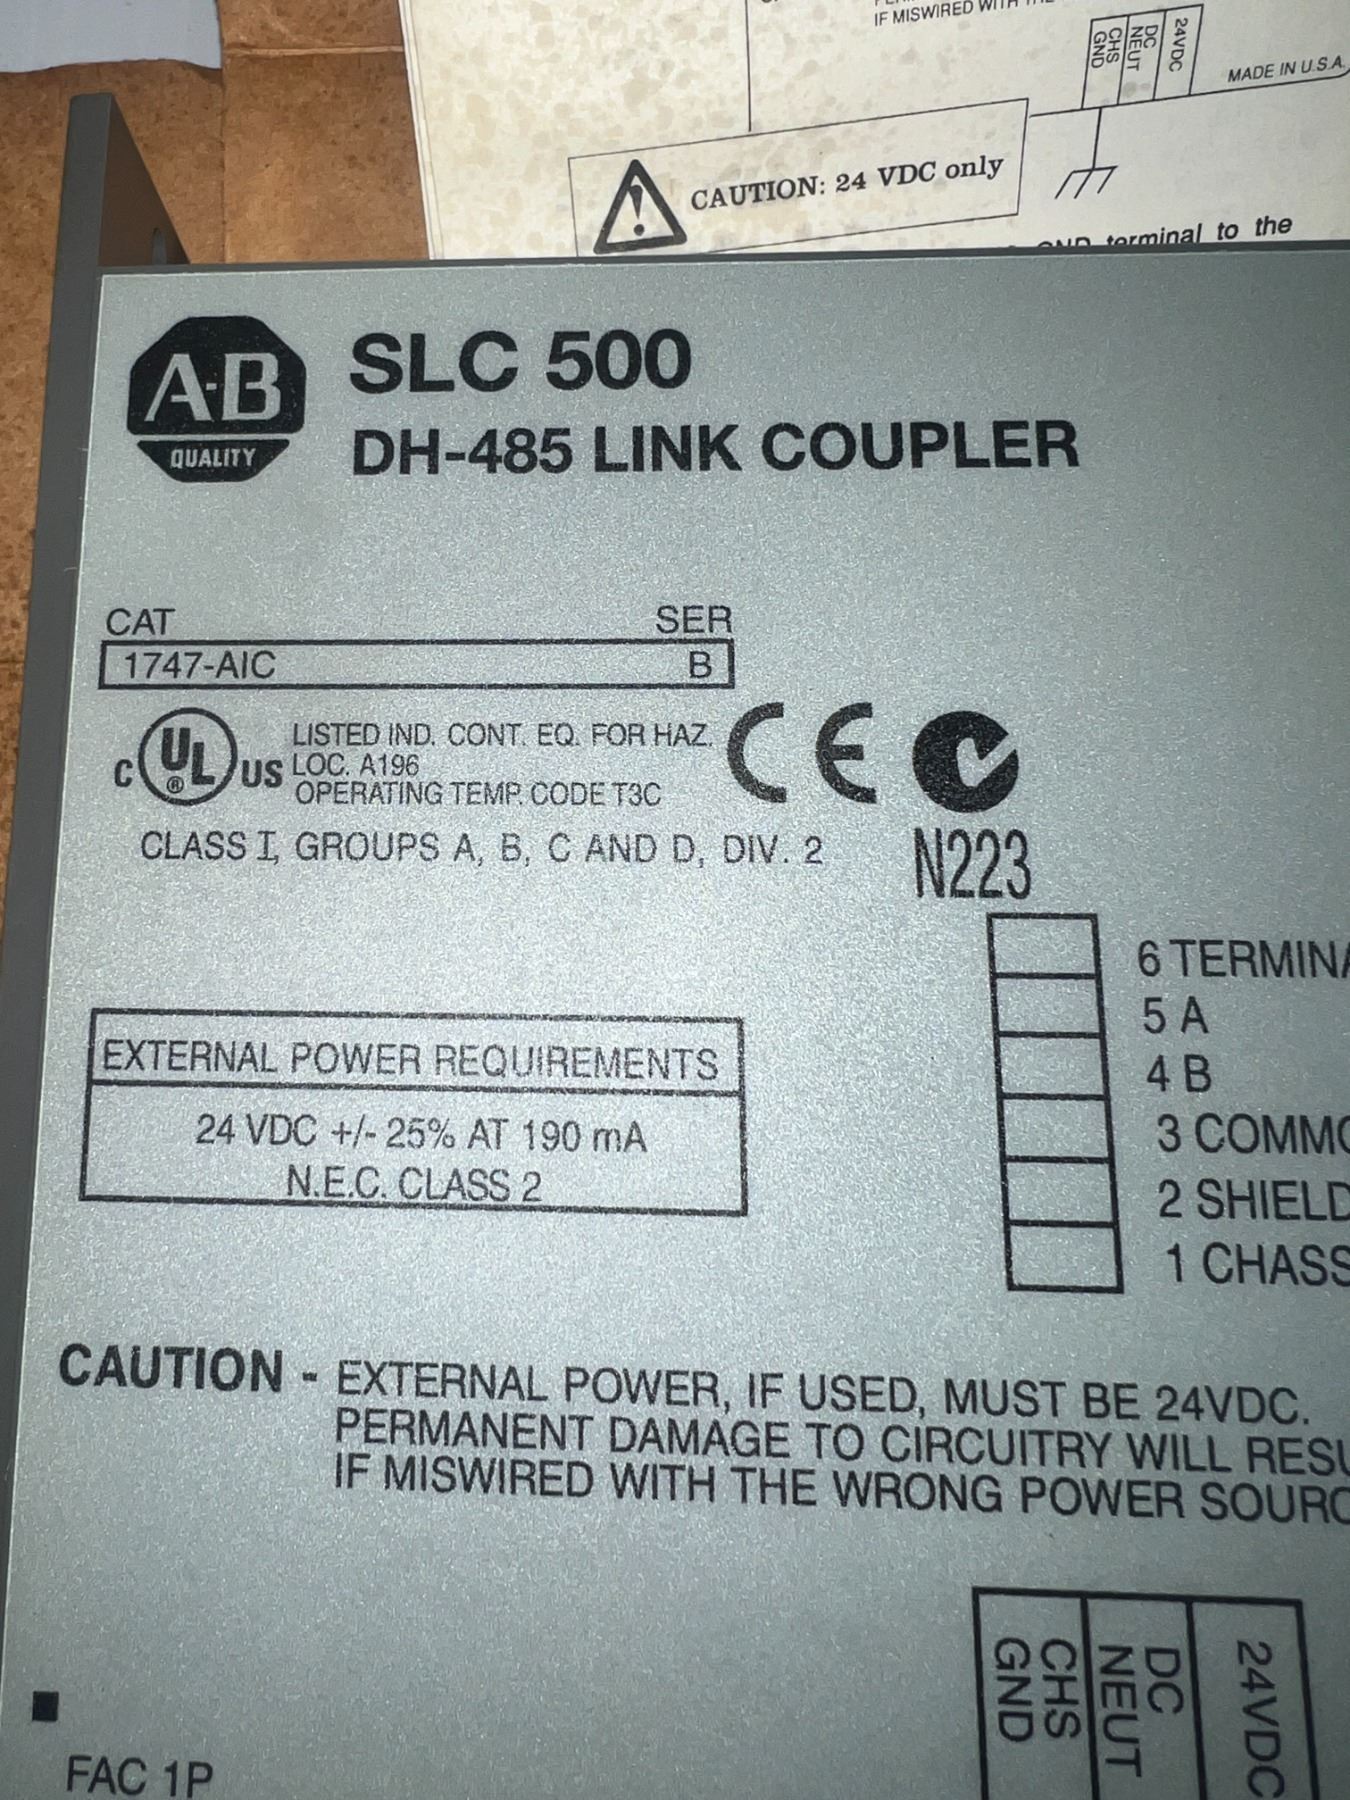 IF MISWIRED WITH THE
CHS
GND
DC
NEUT
24VDC
MADE IN U.S.A.
CAUTION: 24 VDC only
GND terminal to the
A-B
QUALITY
SLC 500
DH-485 LINK COUPLER
CAT SER
1747-AIC B
C UL ® US
LISTED IND. CONT. EQ. FOR HAZ.
LOC. A196
OPERATING TEMP. CODE T3C
CE
CLASS I, GROUPS A, B, C AND D, DIV. 2
N223
6 TERMINA
5 A
4 B
3 COMMO
2 SHIELD
1 CHASS
EXTERNAL POWER REQUIREMENTS
24 VDC +/- 25% AT 190 mA
N.E.C. CLASS 2
CAUTION - EXTERNAL POWER, IF USED, MUST BE 24VDC.
PERMANENT DAMAGE TO CIRCUITRY WILL RESU
IF MISWIRED WITH THE WRONG POWER SOURC
CHS
GND
DC
NEUT
24VDC
FAC 1P